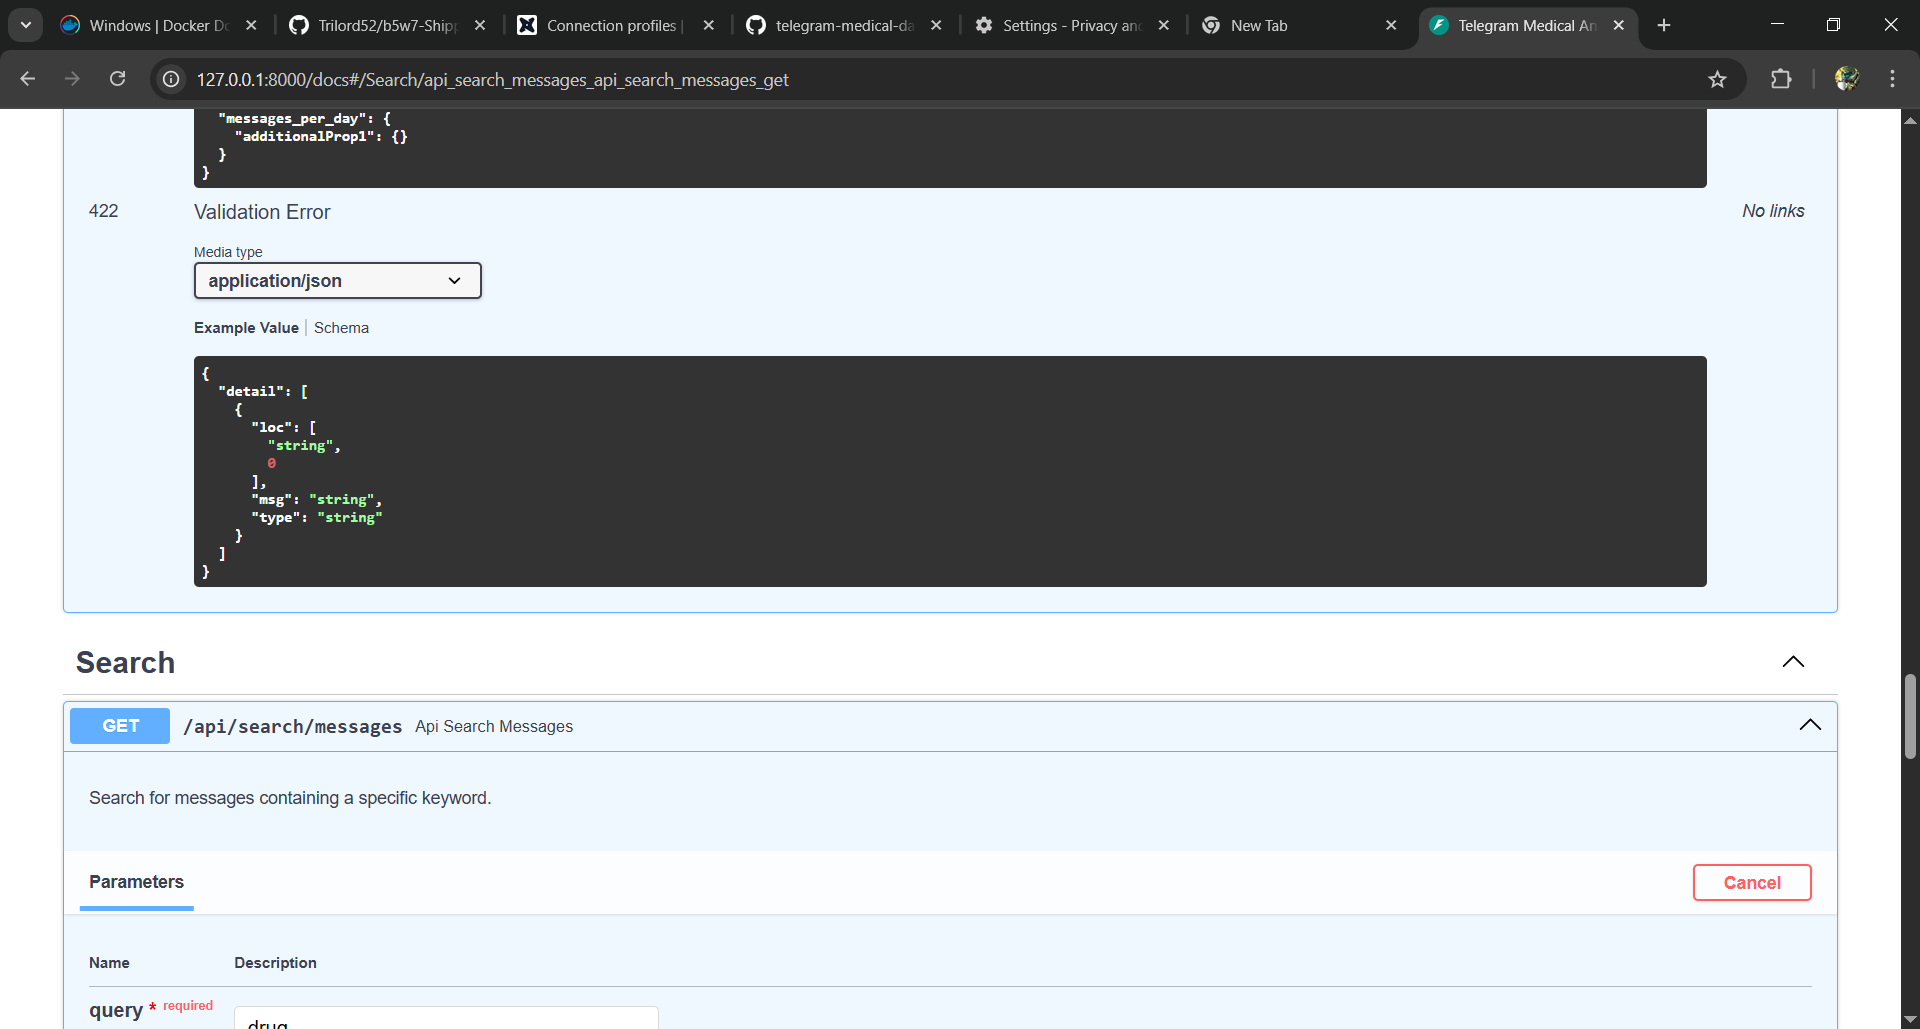 Windows | Docker Do
Trilord52/b5w7-Shipp
Connection profiles |
telegram-medical-da
Settings - Privacy an
New Tab
Telegram Medical An
127.0.0.1:8000/docs#/Search/api_search_messages_api_search_messages_get
"messages_per_day": {
"additionalProp1": {}
}
}
422
Validation Error
No links
Media type
application/json
Example Value
Schema
{
"detail": [
{
"loc": [
"string",
0
],
"msg": "string",
"type": "string"
}
]
}
Search
GET /api/search/messages Api Search Messages
Search for messages containing a specific keyword.
Parameters
Cancel
Name Description
query * required
drug